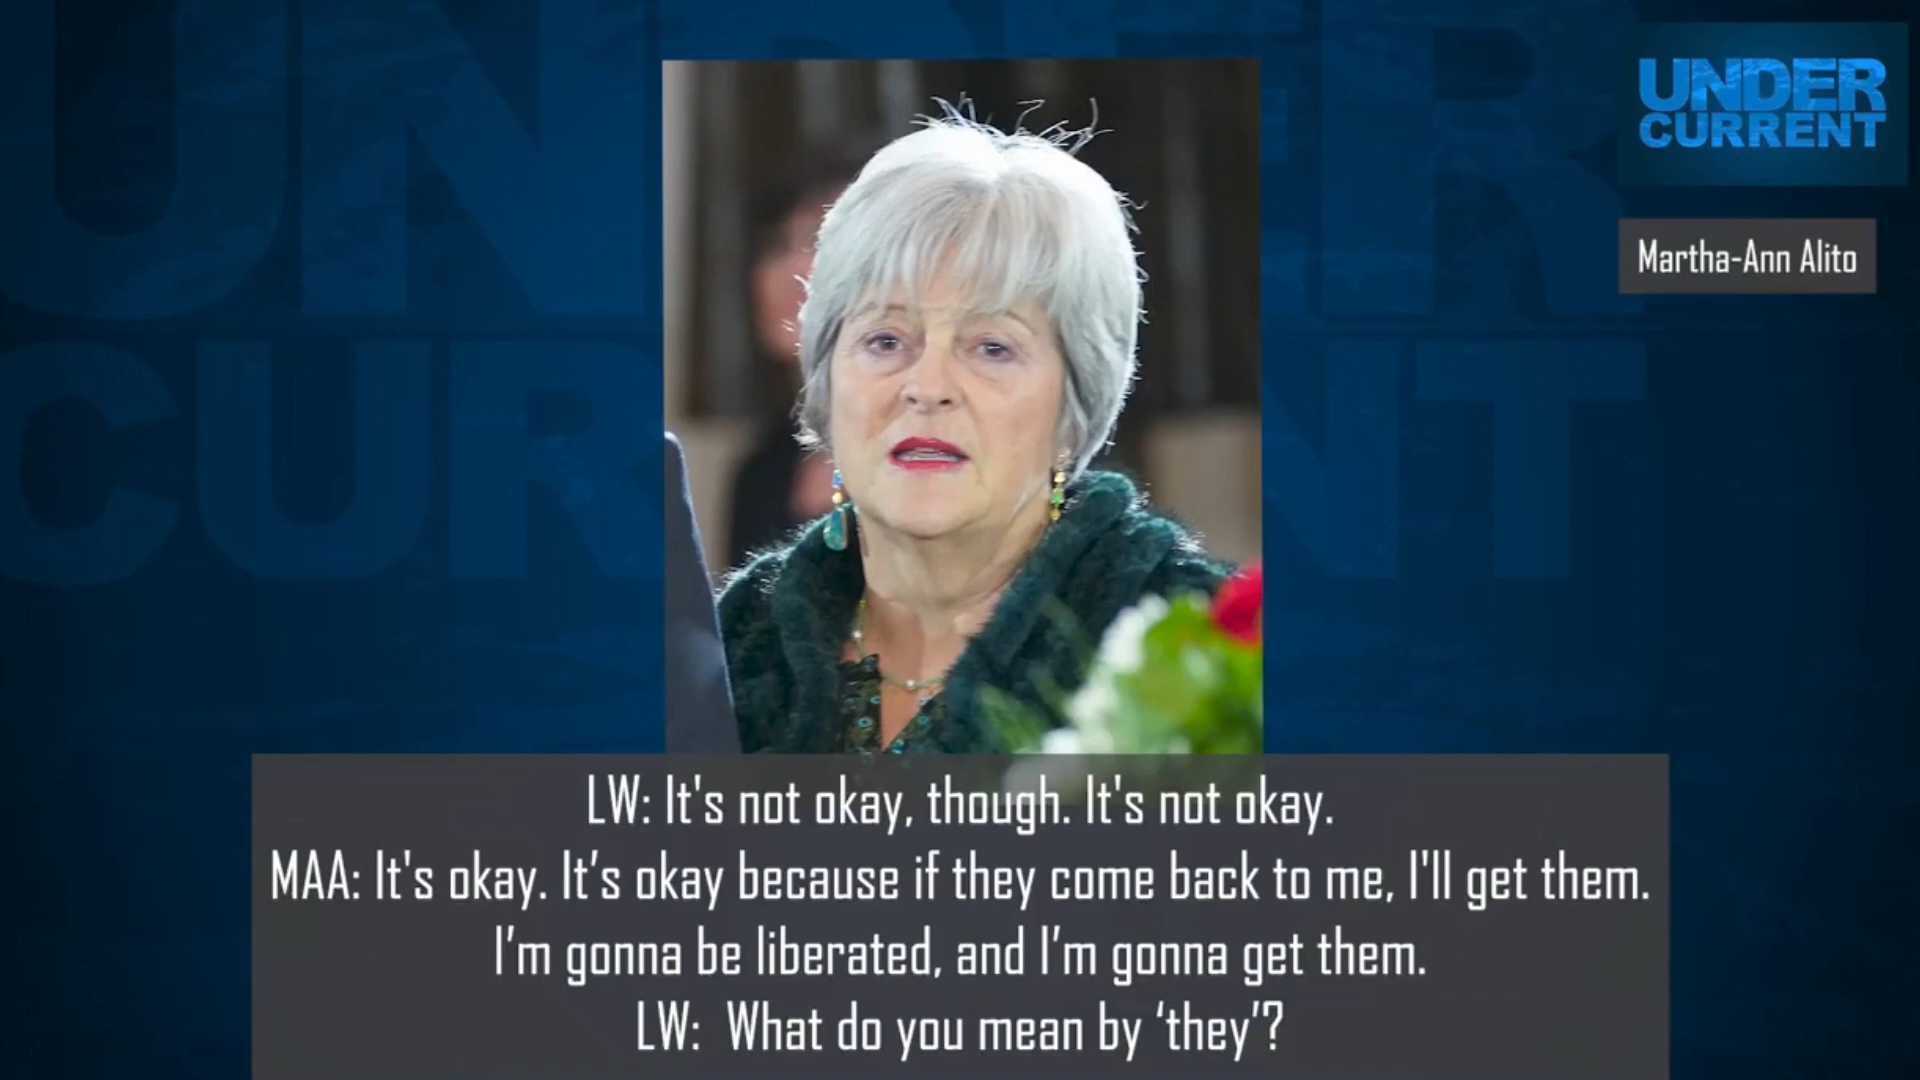 UNDER
CURRENT
UNDER
CURRENT
Martha-Ann Alito
LW: It's not okay, though. It's not okay.
MAA: It's okay. It’s okay because if they come back to me, I'll get them.
I’m gonna be liberated, and I’m gonna get them.
LW: What do you mean by ‘they’?